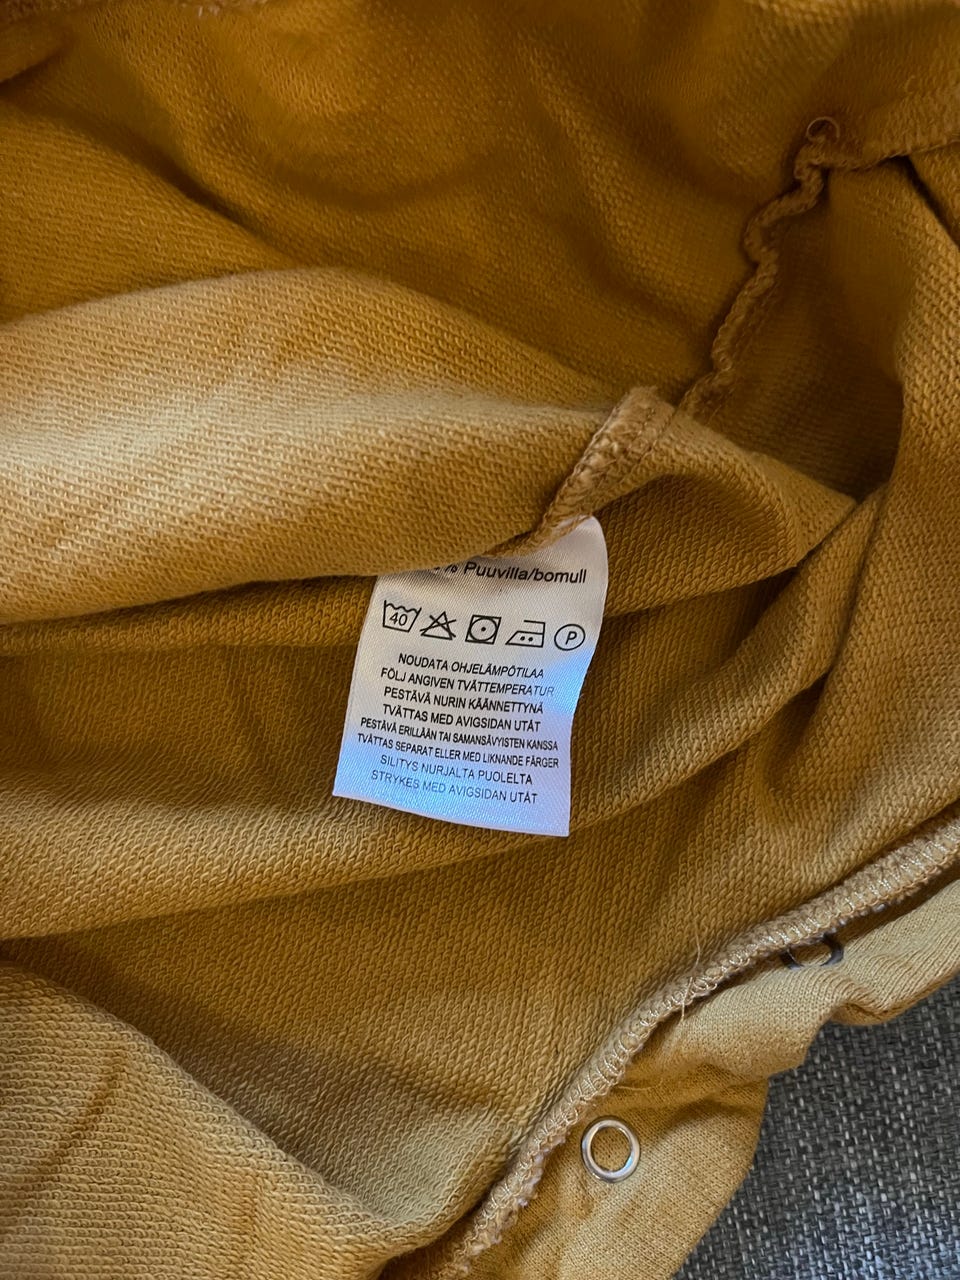 % Puuvilla/bomull
40 P
NOUDATA OHJELÄMPÖTILAA
FÖLJ ANGIVEN TVÄTTEMPERATUR
PESTÄVÄ NURIN KÄÄNNETTYNÄ
TVÄTTAS MED AVIGSIDAN UTÅT
PESTÄVÄ ERILLÄÄN TAI SAMANSÄVYISTEN KANSSA
TVÄTTAS SEPARAT ELLER MED LIKNANDE FÄRGER
SILITYS NURJALTA PUOLELTA
STRYKES MED AVIGSIDAN UTÅT